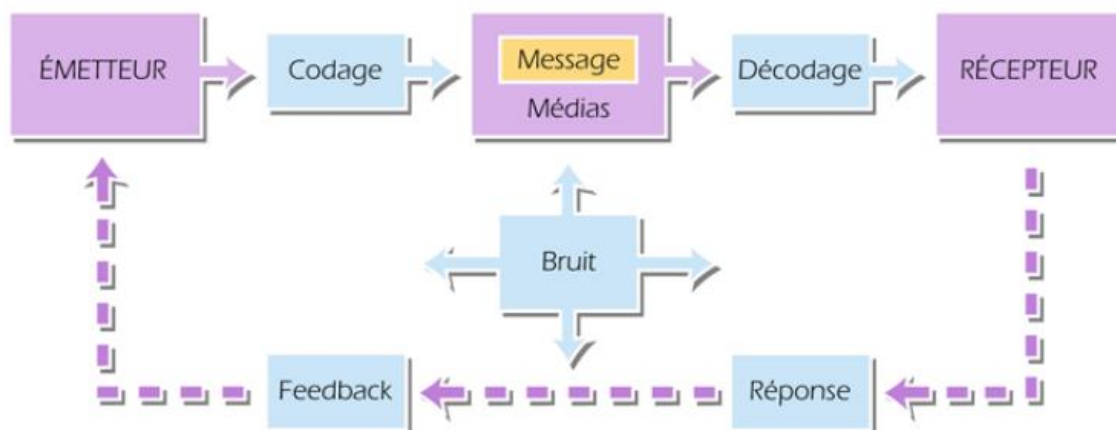 ÉMETTEUR
Codage
Message
Médias
Décodage
RÉCEPTEUR
Bruit
Feedback
Réponse